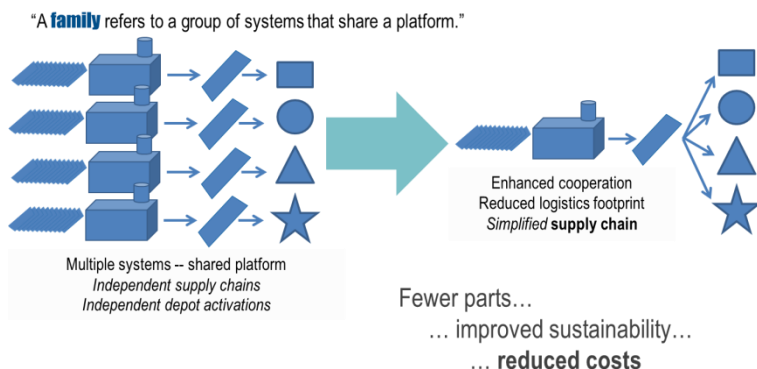 “A family refers to a group of systems that share a platform.”
Multiple systems -- shared platform
Independent supply chains
Independent depot activations
Enhanced cooperation
Reduced logistics footprint
Simplified supply chain
Fewer parts…
… improved sustainability…
… reduced costs